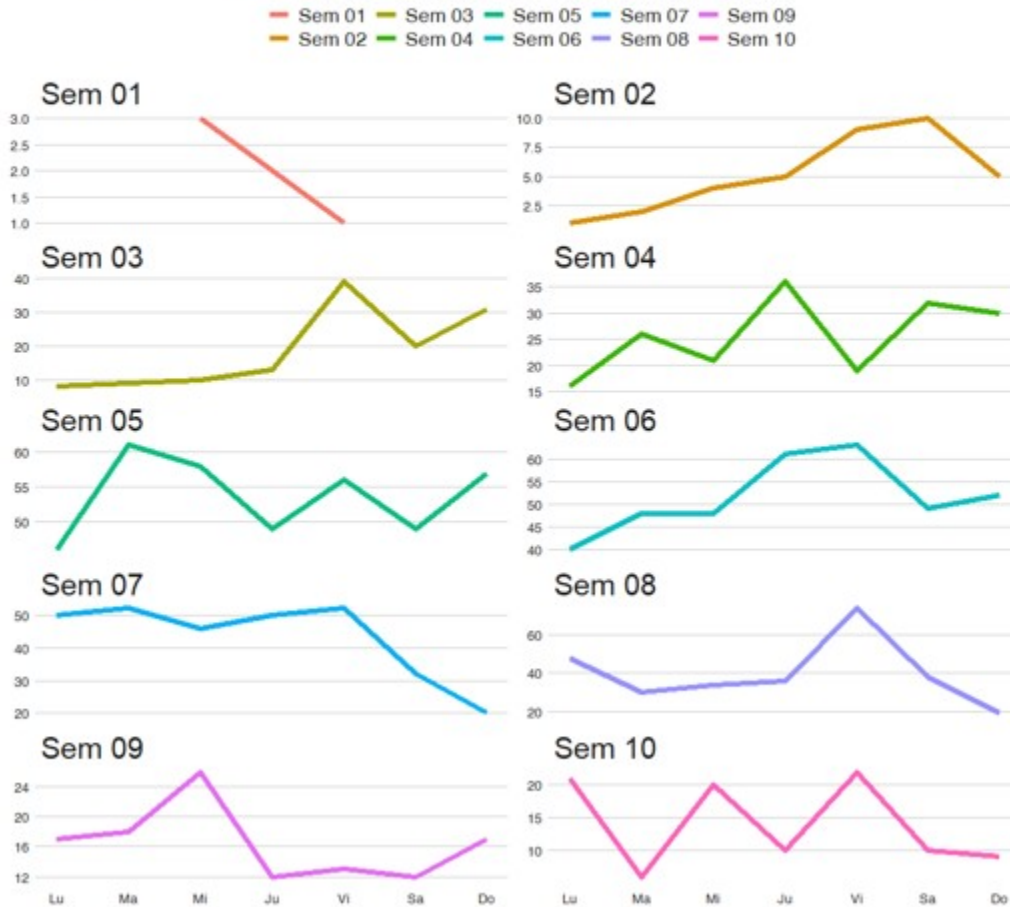 Sem 01 Sem 03 Sem 05 Sem 07 Sem 09
Sem 02 Sem 04 Sem 06 Sem 08 Sem 10
Sem 01
3.0
2.5
2.0
1.5
1.0
Sem 02
10.0
7.5
5.0
2.5
Sem 03
40
30
20
10
Sem 04
35
30
25
20
15
Sem 05
60
55
50
Sem 06
60
55
50
45
40
Sem 07
50
40
30
20
Sem 08
60
40
20
Sem 09
24
20
16
12
Lu Ma Mi Ju Vi Sa Do
Sem 10
20
15
10
Lu Ma Mi Ju Vi Sa Do